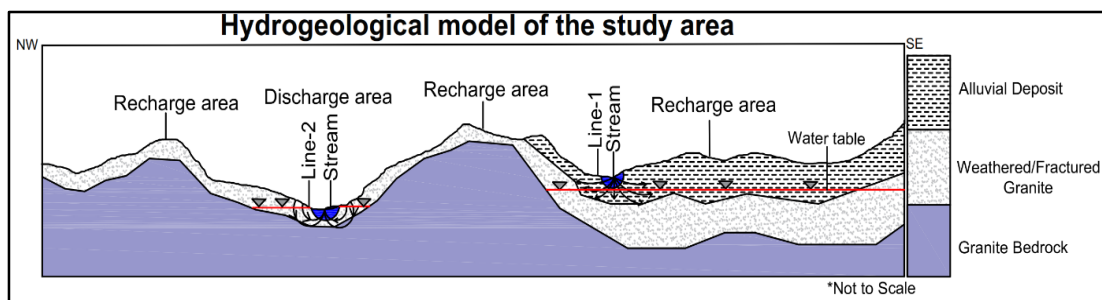 Hydrogeological model of the study area
NW
SE
Recharge area
Discharge area
Recharge area
Recharge area
Line-2
Stream
Line-1
Stream
Water table
Alluvial Deposit
Weathered/Fractured
Granite
Granite Bedrock
*Not to Scale